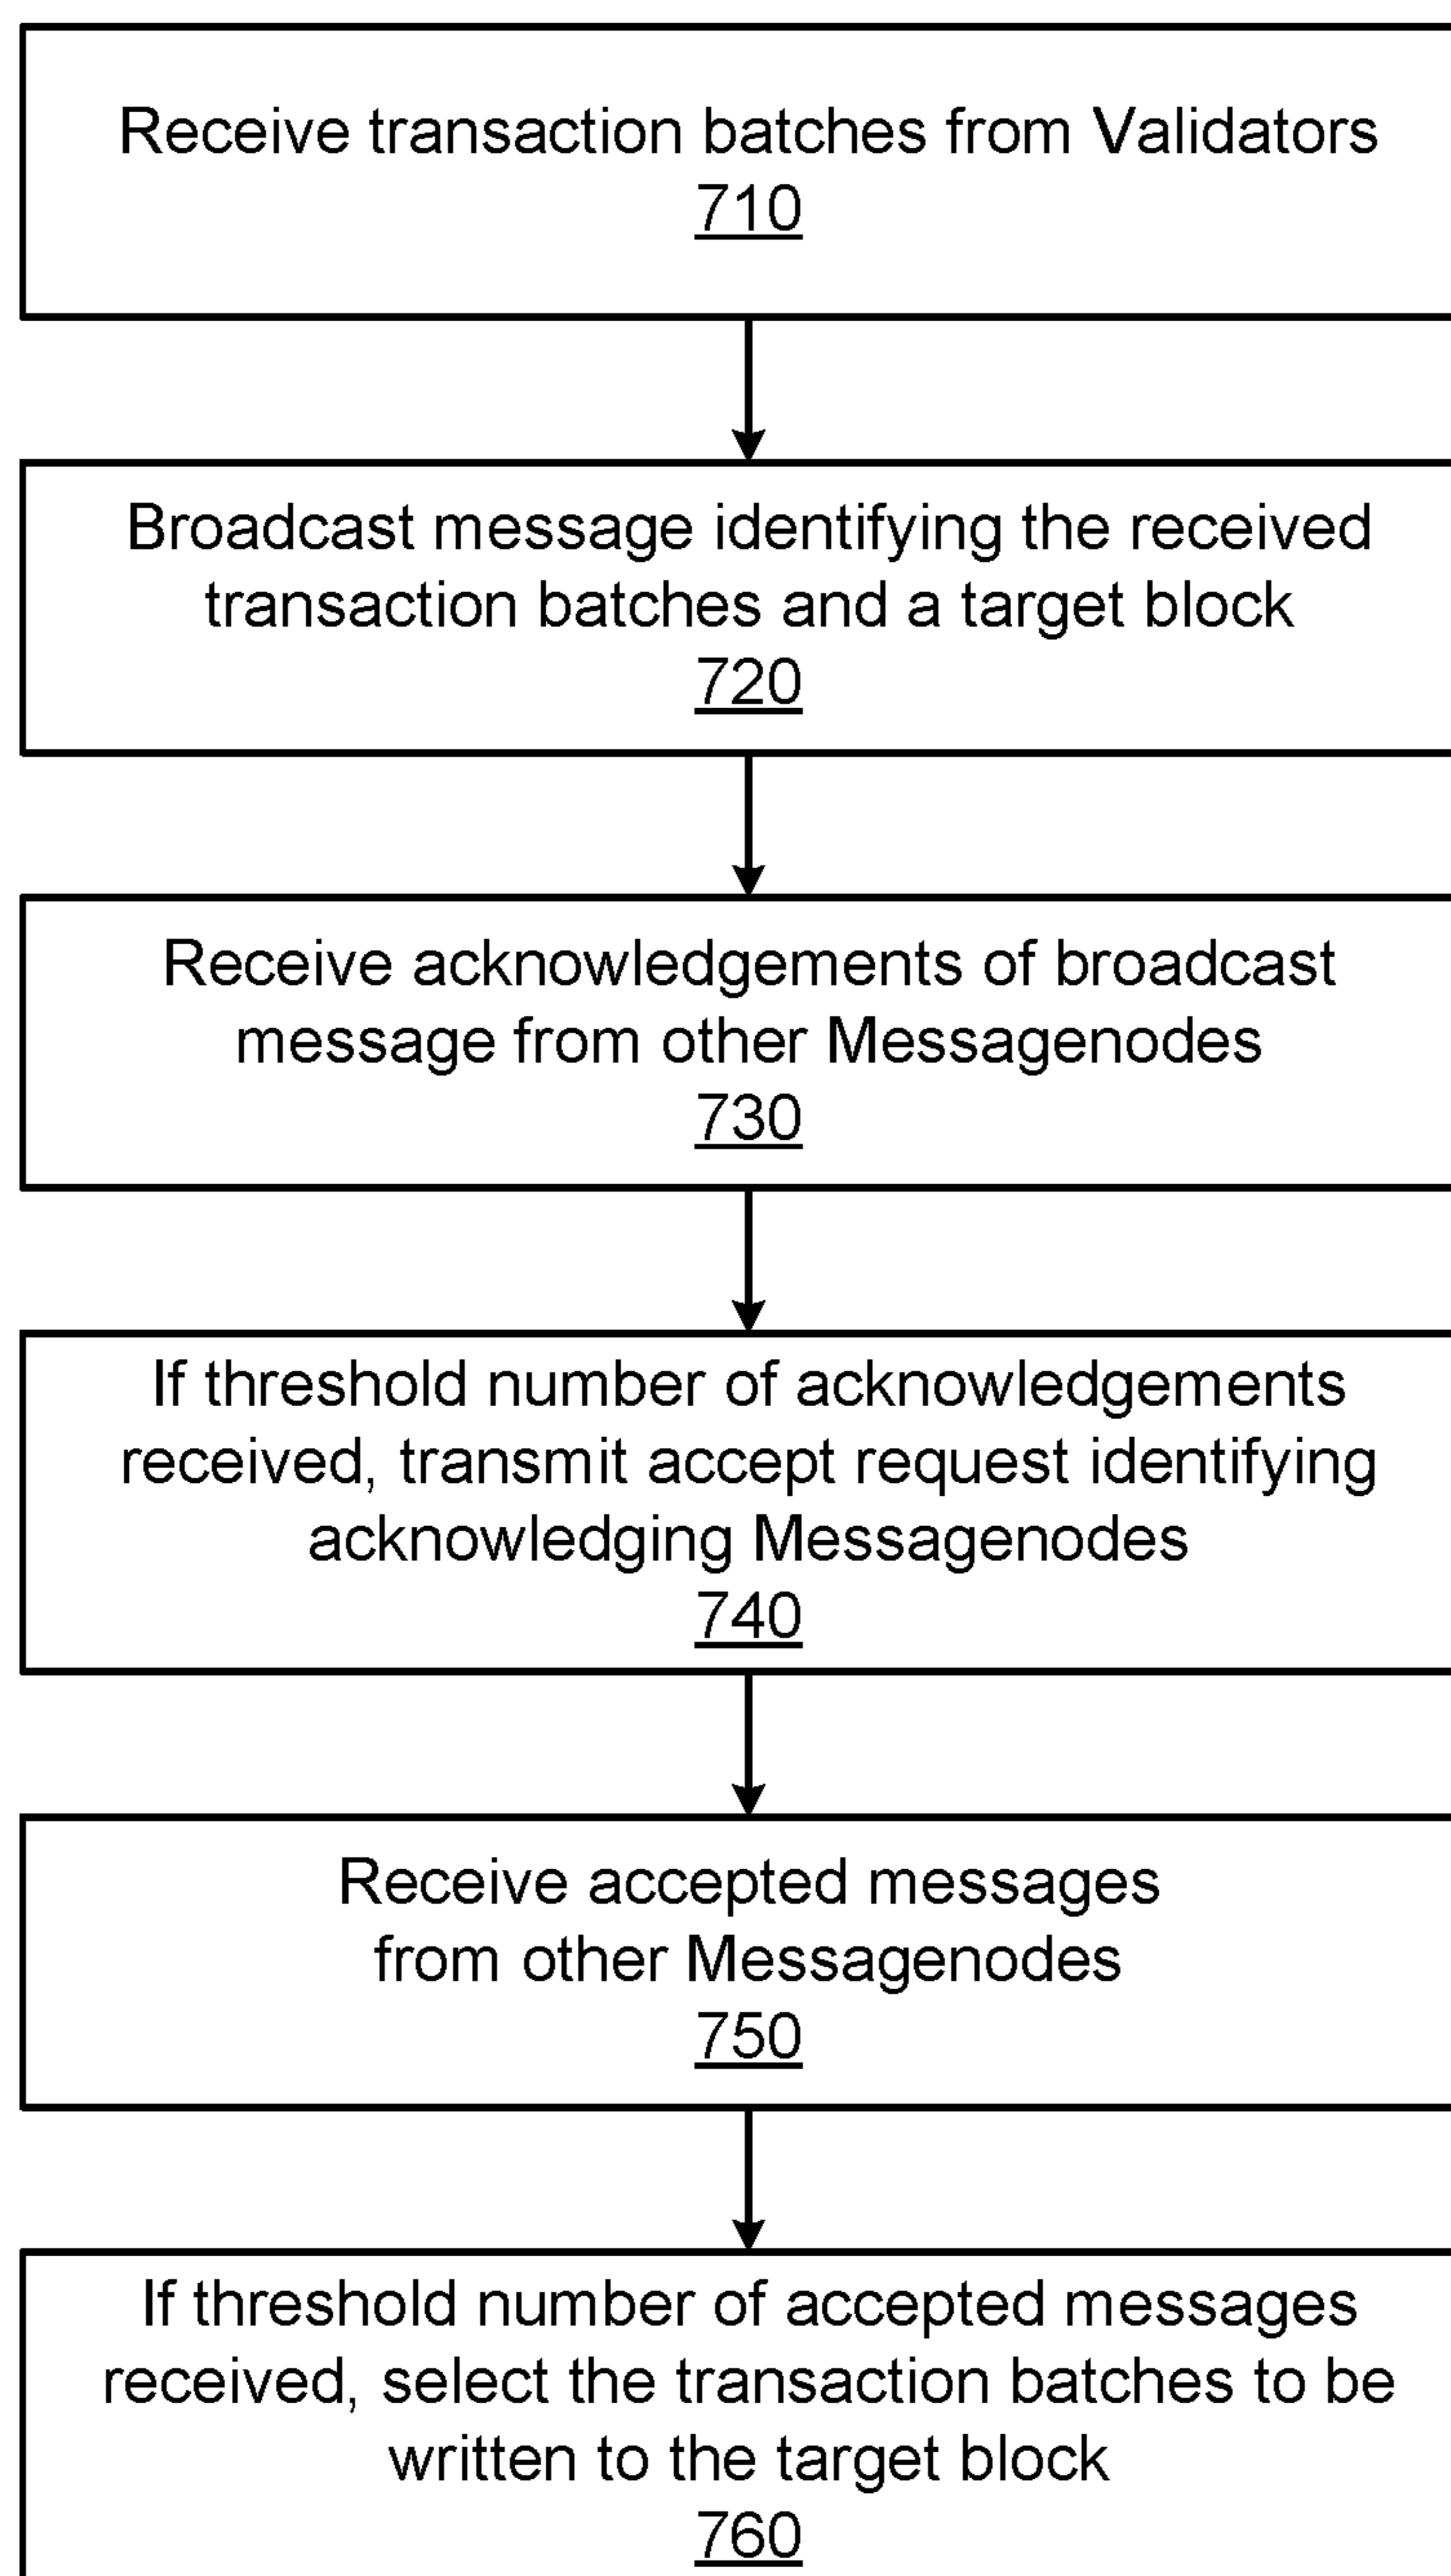 Receive transaction batches from Validators
710
Broadcast message identifying the received
transaction batches and a target block
720
Receive acknowledgements of broadcast
message from other Messagenodes
730
If threshold number of acknowledgements
received, transmit accept request identifying
acknowledging Messagenodes
740
Receive accepted messages
from other Messagenodes
750
If threshold number of accepted messages
received, select the transaction batches to be
written to the target block
760